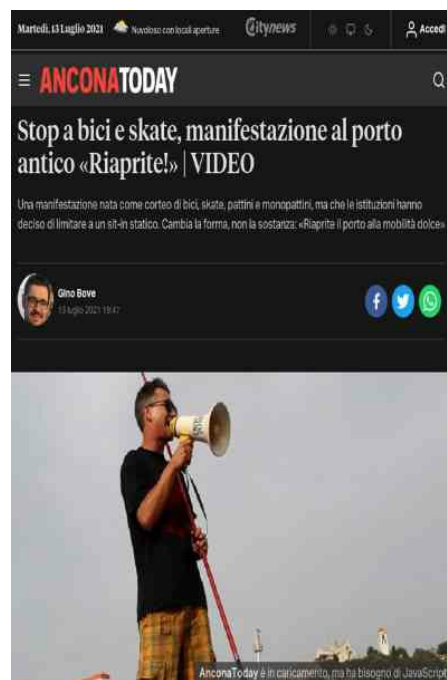 Martedì, 13 Luglio 2021 Nuvoloso con locali aperture Citynews Accedi
ANCONATODAY
Stop a bici e skate, manifestazione al porto
antico «Riaprite!» | VIDEO
Una manifestazione nata come corteo di bici, skate, pattini e monopattini, ma che le istituzioni hanno
deciso di limitare a un sit-in statico. Cambia la forma, non la sostanza: «Riaprite il porto alla mobilità dolce»
Gino Bove
13 luglio 2021 19:47
AnconaToday è in caricamento, ma ha bisogno di JavaScript